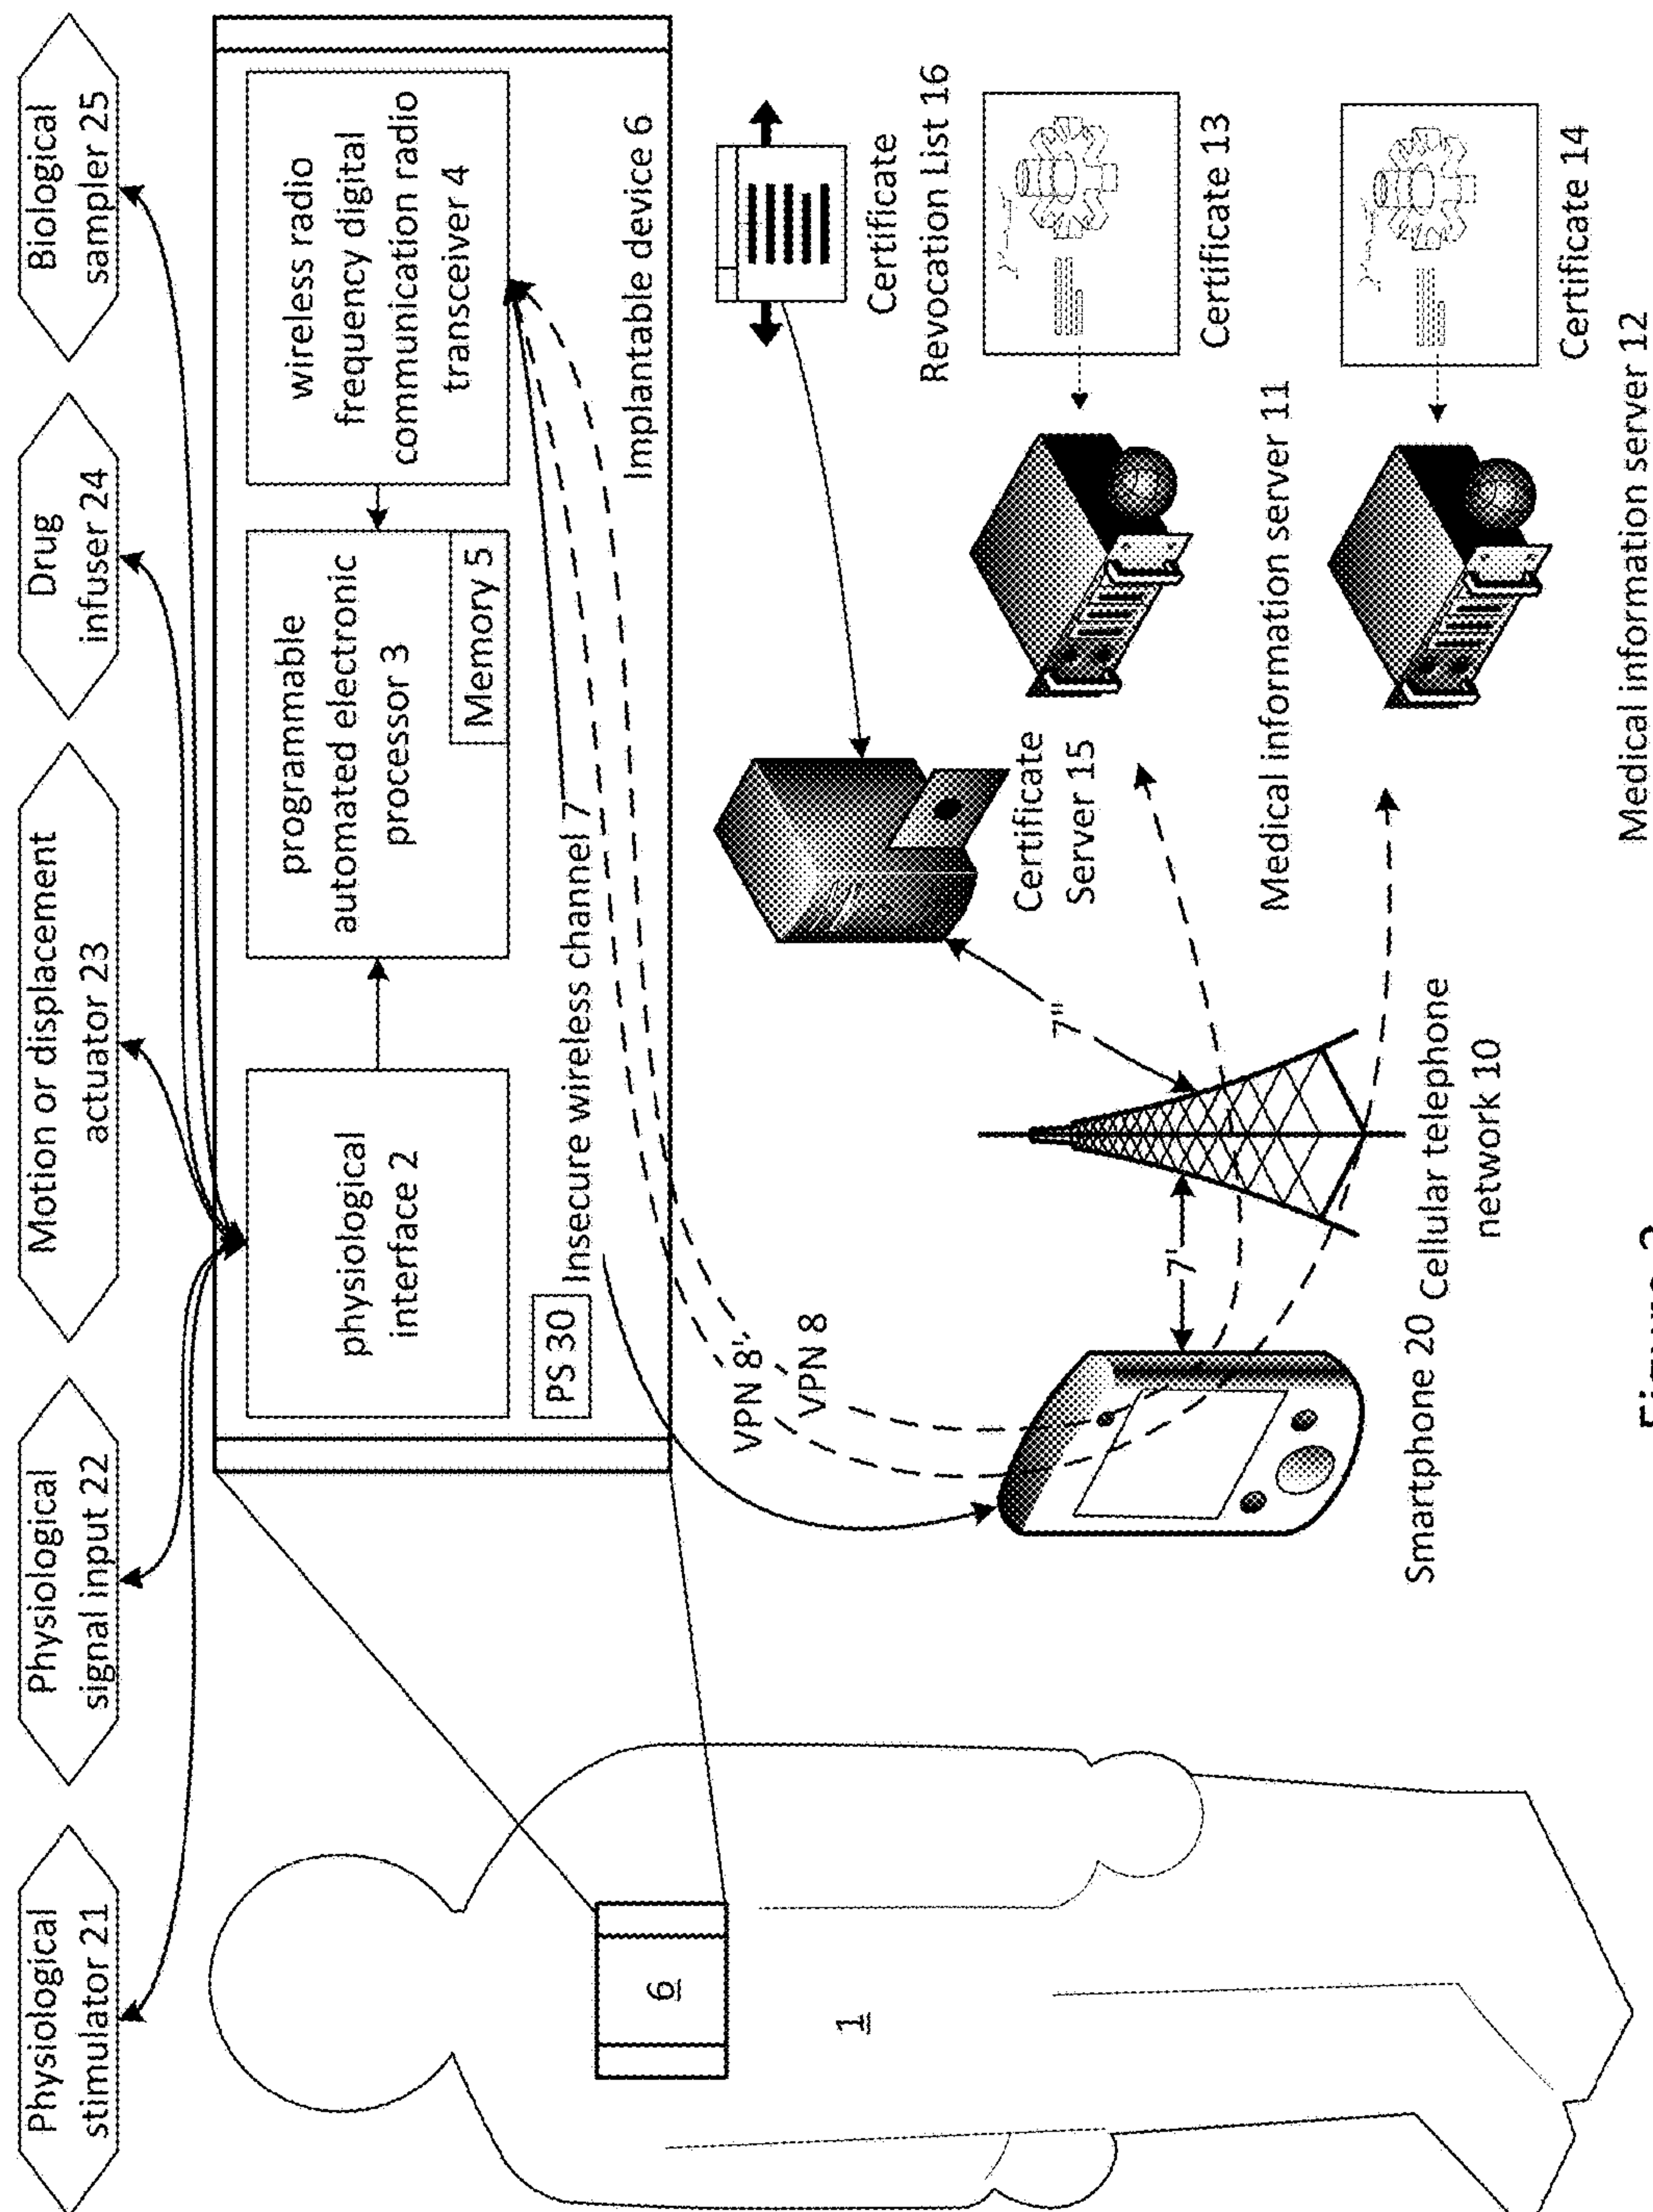 Physiological
stimulator 21
Physiological
signal input 22
Motion or displacement
actuator 23
Drug
infuser 24
Biological
sampler 25
physiological
interface 2
programmable
automated electronic
processor 3
Memory 5
wireless radio
frequency digital
communication radio
transceiver 4
PS 30
Insecure wireless channel 7
Implantable device 6
6
1
VPN 8'
VPN 8
Certificate
Revocation List 16
Certificate
Server 15
7''
7'
Certificate 13
Medical information server 11
Smartphone 20
Cellular telephone
network 10
Certificate 14
Medical information server 12